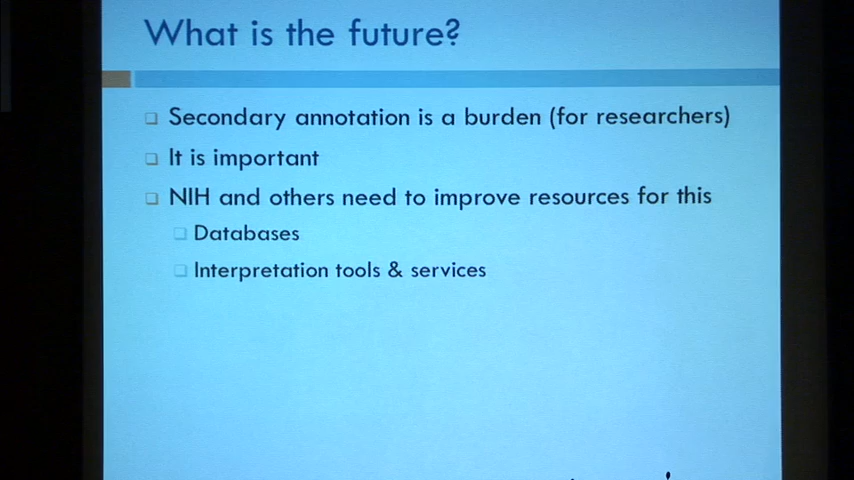 What is the future?
Secondary annotation is a burden (for researchers)
It is important
NIH and others need to improve resources for this
Databases
Interpretation tools & services